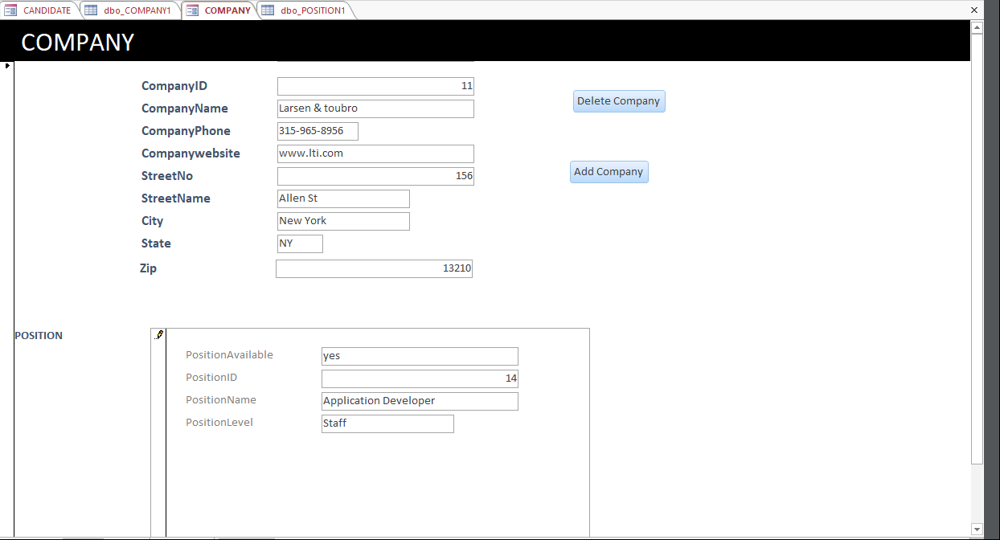 CANDIDATE dbo_COMPANY1 COMPANY dbo_POSITION1
COMPANY
CompanyID 11
CompanyName Larsen & toubro
CompanyPhone 315-965-8956
Companywebsite www.lti.com
StreetNo 156
StreetName Allen St
City New York
State NY
Zip 13210
Delete Company
Add Company
POSITION
PositionAvailable yes
PositionID 14
PositionName Application Developer
PositionLevel Staff